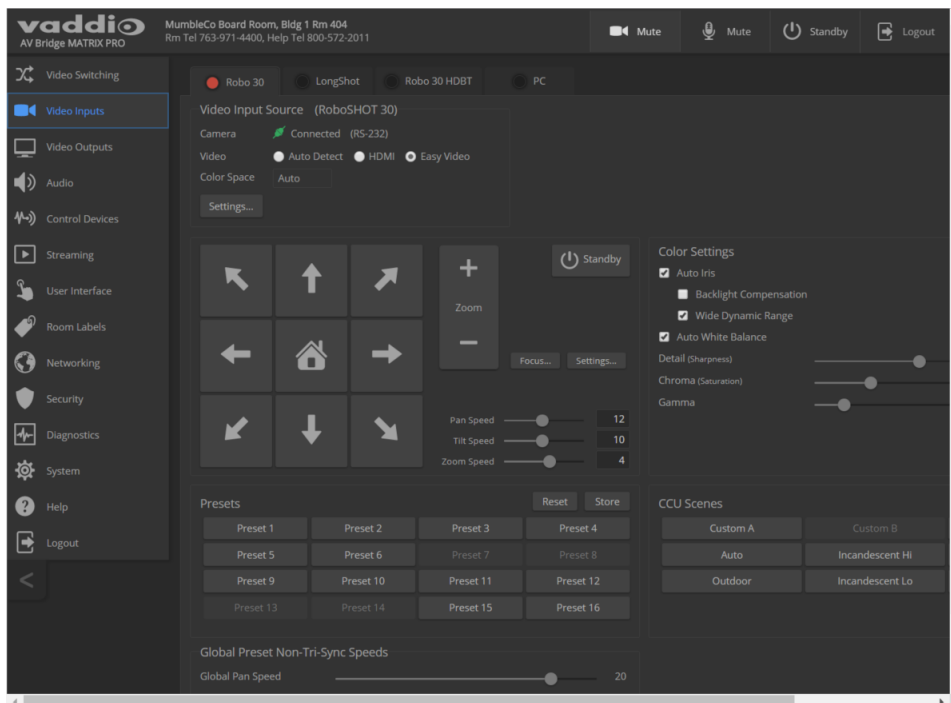 vaddio
AV Bridge MATRIX PRO
MumbleCo Board Room, Bldg 1 Rm 404
Rm Tel 763-971-4400, Help Tel 800-572-2011
Mute
Mute
Standby
Logout
Video Switching
Video Inputs
Video Outputs
Audio
Control Devices
Streaming
User Interface
Room Labels
Networking
Security
Diagnostics
System
Help
Logout
<
Robo 30
LongShot
Robo 30 HDBT
PC
Video Input Source (RoboSHOT 30)
Camera Connected (RS-232)
Video Auto Detect HDMI Easy Video
Color Space Auto
Settings...
+
Zoom
−
Standby
Focus...
Settings...
Pan Speed 12
Tilt Speed 10
Zoom Speed 4
Color Settings
Auto Iris
Backlight Compensation
Wide Dynamic Range
Auto White Balance
Detail (Sharpness)
Chroma (Saturation)
Gamma
Presets Reset Store
Preset 1 Preset 2 Preset 3 Preset 4
Preset 5 Preset 6 Preset 7 Preset 8
Preset 9 Preset 10 Preset 11 Preset 12
Preset 13 Preset 14 Preset 15 Preset 16
CCU Scenes
Custom A Custom B
Auto Incandescent Hi
Outdoor Incandescent Lo
Global Preset Non-Tri-Sync Speeds
Global Pan Speed 20